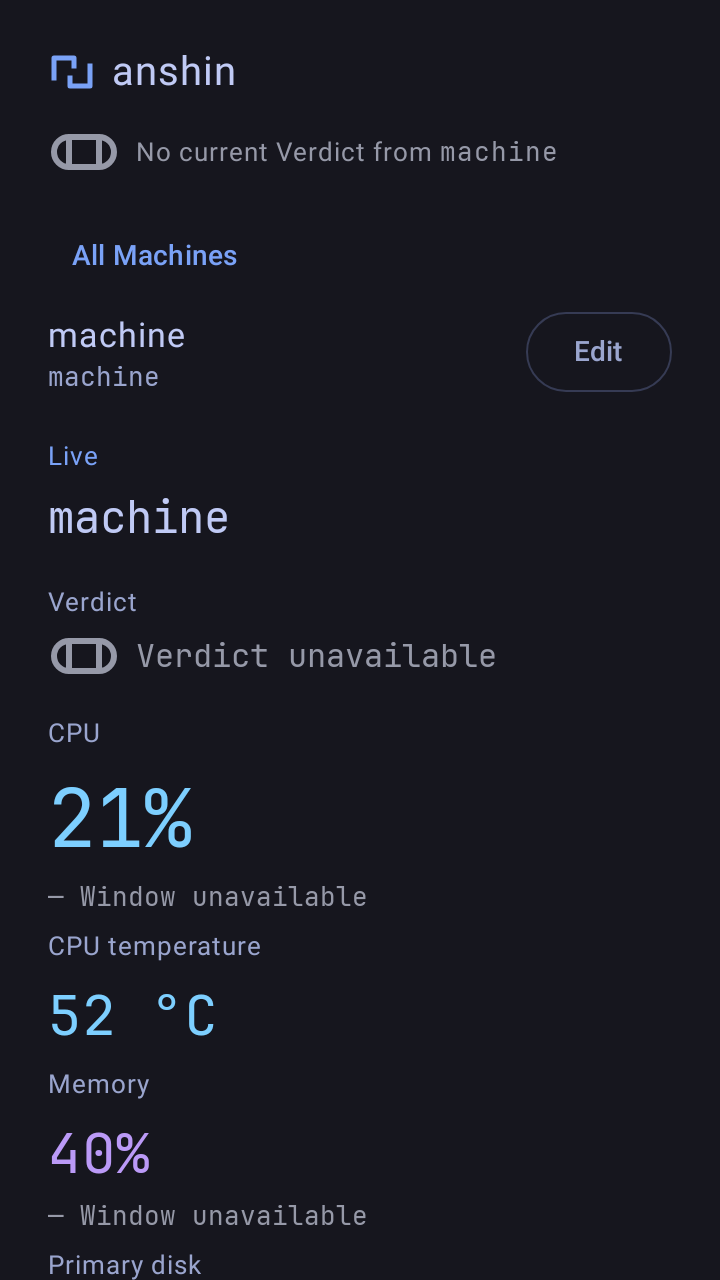 anshin
No current Verdict from machine
All Machines
machine
machine
Edit
Live
machine
Verdict
Verdict unavailable
CPU
21%
— Window unavailable
CPU temperature
52 °C
Memory
40%
— Window unavailable
Primary disk